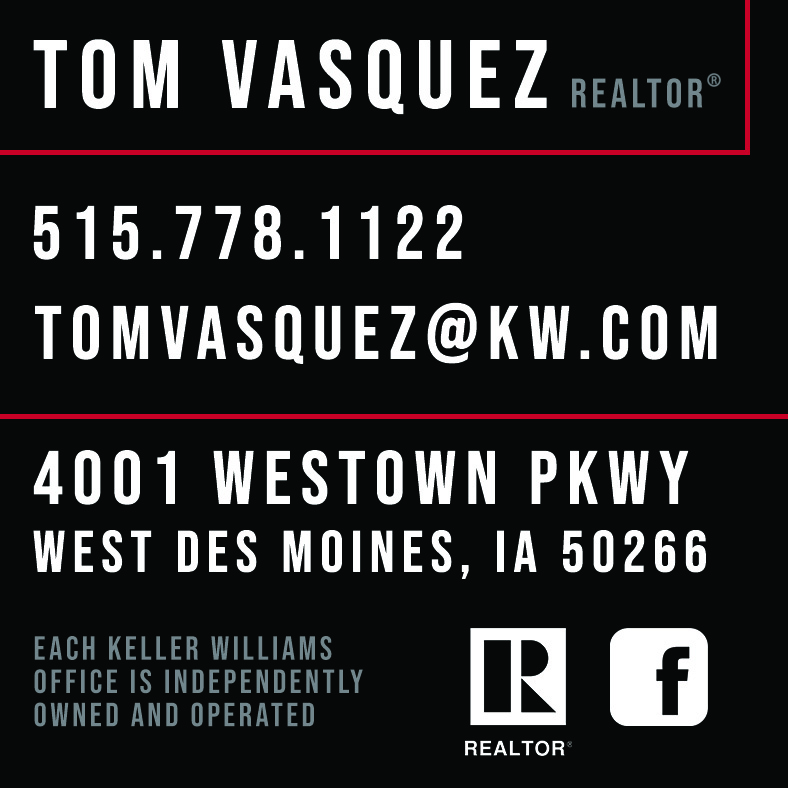 TOM VASQUEZ REALTOR®
515.778.1122
TOMVASQUEZ@KW.COM
4001 WESTOWN PKWY
WEST DES MOINES, IA 50266
EACH KELLER WILLIAMS
OFFICE IS INDEPENDENTLY
OWNED AND OPERATED
R
REALTOR®
f